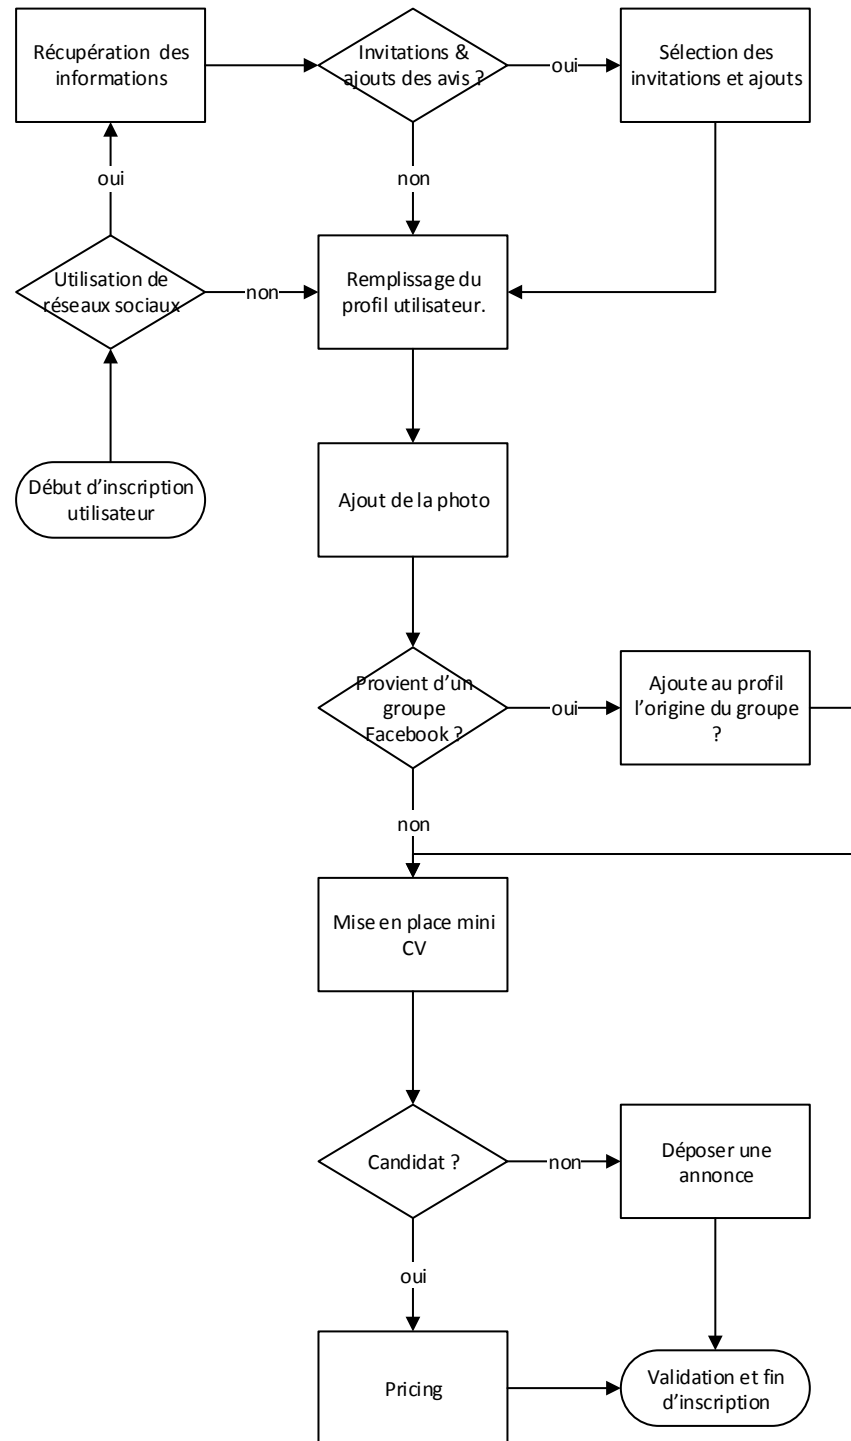 Récupération des
informations
Invitations &
ajouts des avis ?
oui
Sélection des
invitations et ajouts
oui
non
Utilisation de
réseaux sociaux
non
Remplissage du
profil utilisateur.
Début d’inscription
utilisateur
Ajout de la photo
Provient d’un
groupe
Facebook ?
oui
Ajoute au profil
l’origine du groupe
?
non
Mise en place mini
CV
Candidat ?
non
Déposer une
annonce
oui
Pricing
Validation et fin
d’inscription